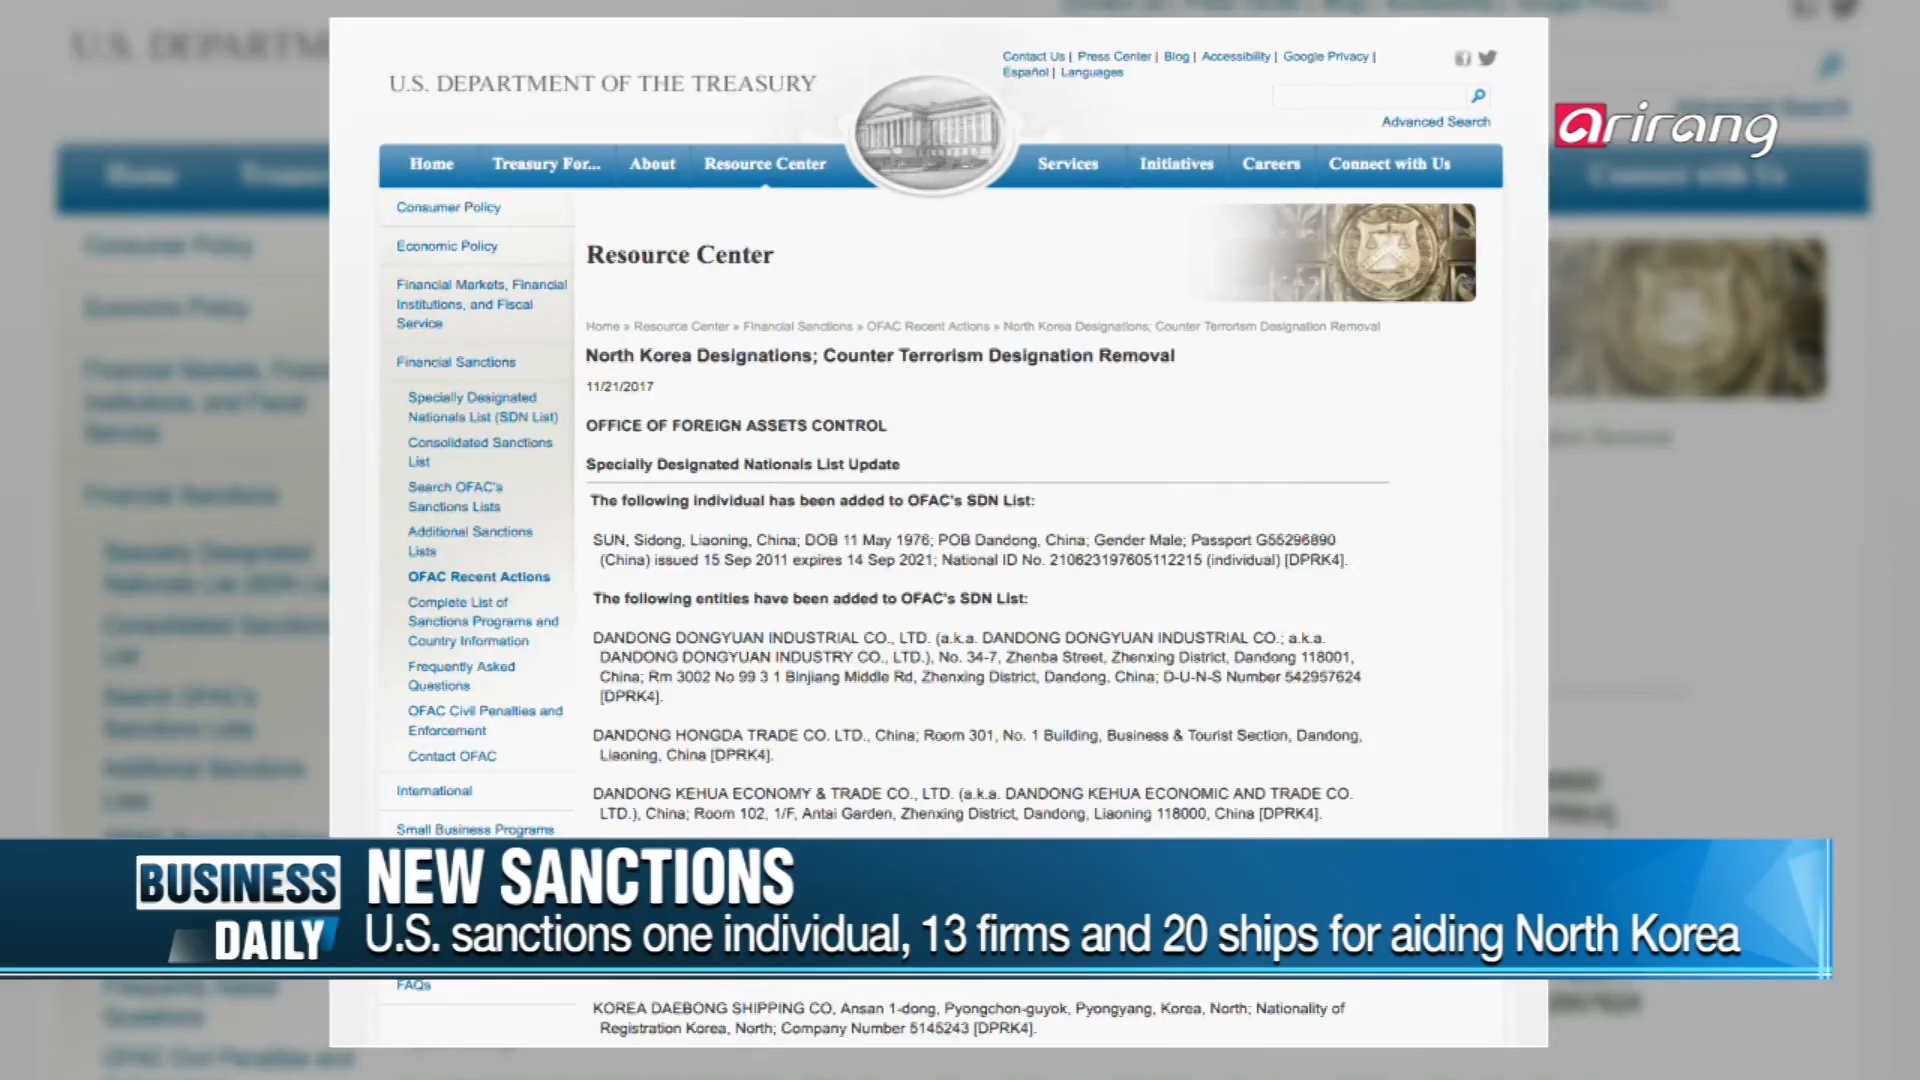 U.S. DEPARTMENT OF THE TREASURY
Contact Us | Press Center | Blog | Accessibility | Google Privacy |
Español | Languages
Advanced Search
arirang
Home Treasury For... About Resource Center Services Initiatives Careers Connect with Us
Consumer Policy
Economic Policy
Financial Markets, Financial
Institutions, and Fiscal
Service
Financial Sanctions
Specially Designated
Nationals List (SDN List)
Consolidated Sanctions
List
Search OFAC's
Sanctions Lists
Additional Sanctions
Lists
OFAC Recent Actions
Complete List of
Sanctions Programs and
Country Information
Frequently Asked
Questions
OFAC Civil Penalties and
Enforcement
Contact OFAC
International
Small Business Programs
FAQs
Resource Center
Home » Resource Center » Financial Sanctions » OFAC Recent Actions » North Korea Designations; Counter Terrorism Designation Removal
North Korea Designations; Counter Terrorism Designation Removal
11/21/2017
OFFICE OF FOREIGN ASSETS CONTROL
Specially Designated Nationals List Update
The following individual has been added to OFAC's SDN List:
SUN, Sidong, Liaoning, China; DOB 11 May 1976; POB Dandong, China; Gender Male; Passport G55296890
(China) issued 15 Sep 2011 expires 14 Sep 2021; National ID No. 210623197605112215 (individual) [DPRK4].
The following entities have been added to OFAC's SDN List:
DANDONG DONGYUAN INDUSTRIAL CO., LTD. (a.k.a. DANDONG DONGYUAN INDUSTRIAL CO.; a.k.a.
DANDONG DONGYUAN INDUSTRY CO., LTD.), No. 34-7, Zhenba Street, Zhenxing District, Dandong 118001,
China; Rm 3002 No 99 3 1 Binjiang Middle Rd, Zhenxing District, Dandong, China; D-U-N-S Number 542957624
[DPRK4].
DANDONG HONGDA TRADE CO. LTD., China; Room 301, No. 1 Building, Business & Tourist Section, Dandong,
Liaoning, China [DPRK4].
DANDONG KEHUA ECONOMY & TRADE CO., LTD. (a.k.a. DANDONG KEHUA ECONOMIC AND TRADE CO.
LTD.), China; Room 102, 1/F, Antai Garden, Zhenxing District, Dandong, Liaoning 118000, China [DPRK4].
BUSINESS
DAILY
NEW SANCTIONS
U.S. sanctions one individual, 13 firms and 20 ships for aiding North Korea
KOREA DAEBONG SHIPPING CO, Ansan 1-dong, Pyongchon-guyok, Pyongyang, Korea, North; Nationality of
Registration Korea, North; Company Number 5145243 [DPRK4].